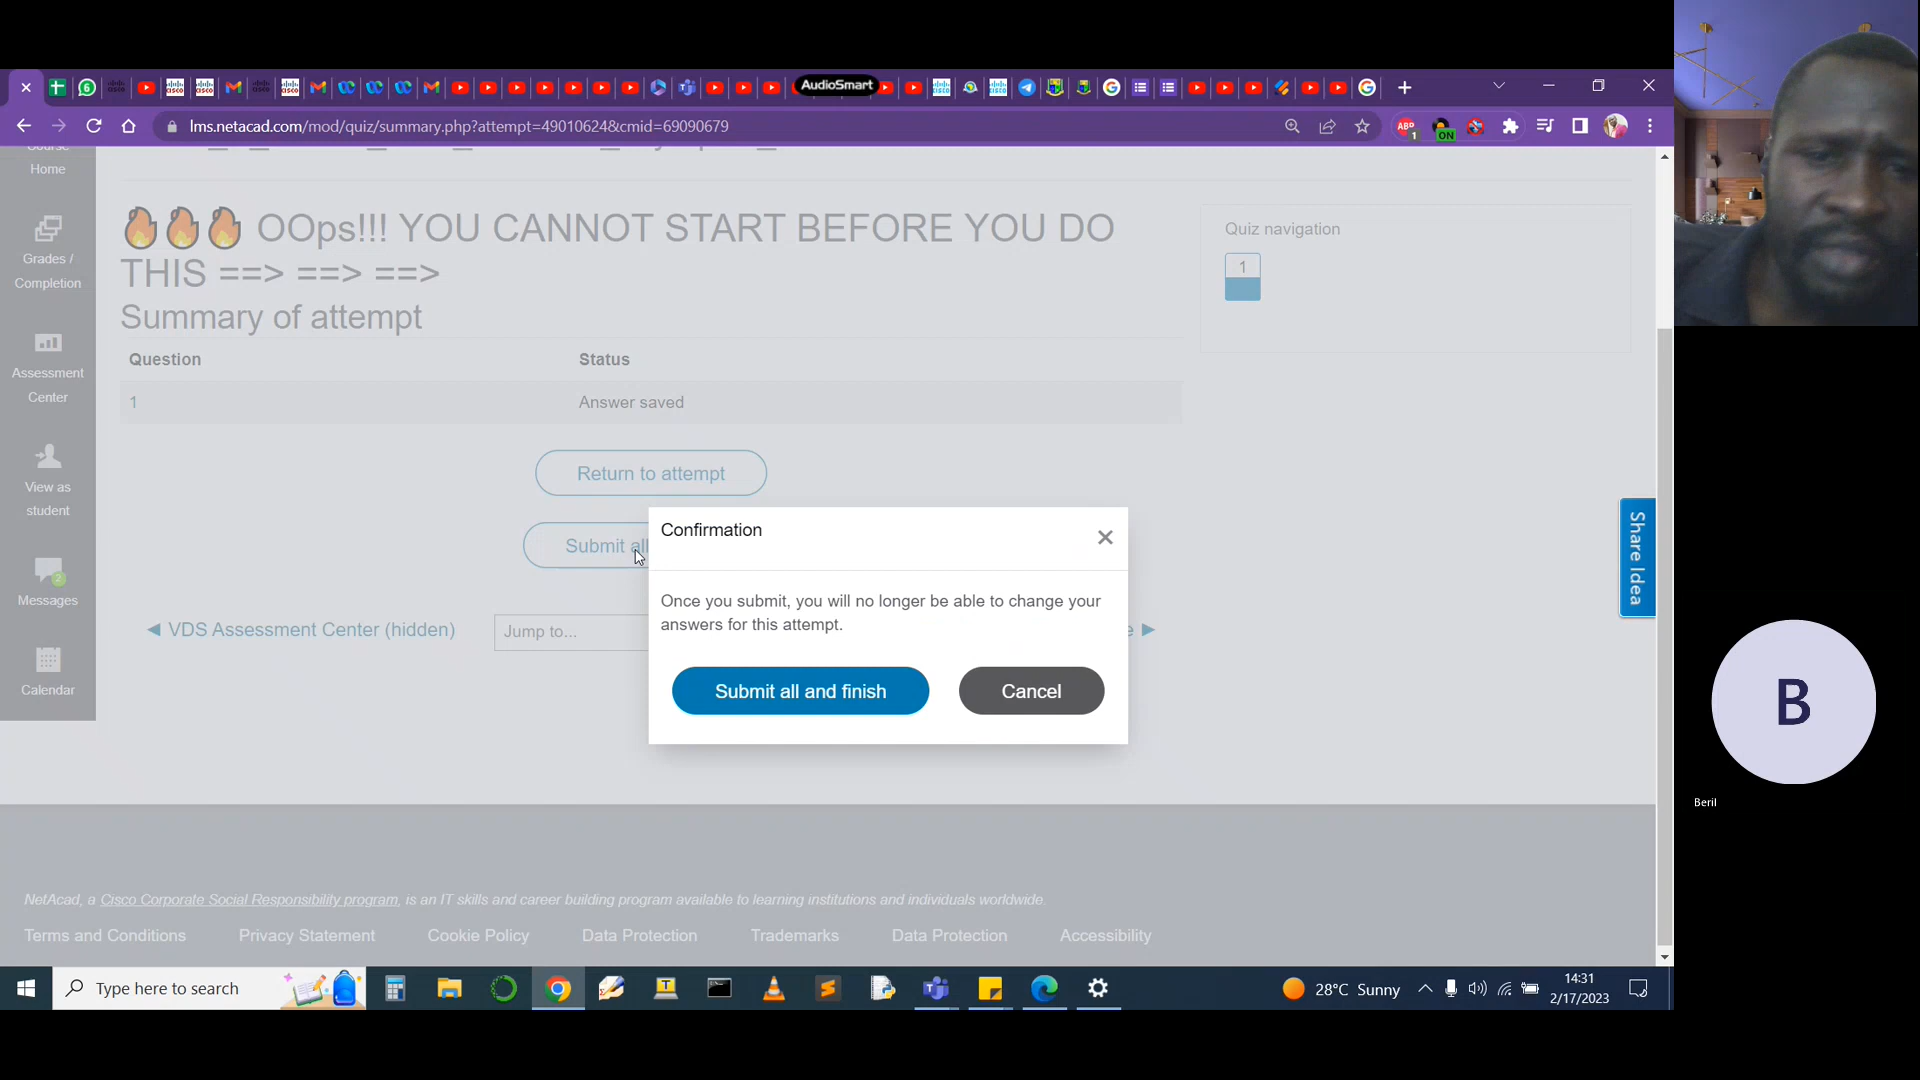 AudioSmart
lms.netacad.com/mod/quiz/summary.php?attempt=49010624&cmid=69090679
ABP
1
ON
Home
Grades /
Completion
Assessment
Center
View as
student
2
Messages
Calendar
OOps!!! YOU CANNOT START BEFORE YOU DO
THIS ==> ==> ==>
Summary of attempt
Question Status
1 Answer saved
Return to attempt
Submit all
VDS Assessment Center (hidden)
Jump to...
Quiz navigation
1
Confirmation
Once you submit, you will no longer be able to change your
answers for this attempt.
Submit all and finish
Cancel
Share Idea
NetAcad, a Cisco Corporate Social Responsibility program, is an IT skills and career building program available to learning institutions and individuals worldwide.
Terms and Conditions Privacy Statement Cookie Policy Data Protection Trademarks Data Protection Accessibility
Type here to search
28°C Sunny
14:31
2/17/2023
B
Beril